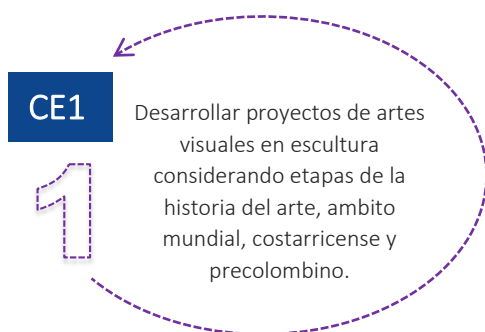 CE1
1
Desarrollar proyectos de artes
visuales en escultura
considerando etapas de la
historia del arte, ambito
mundial, costarricense y
precolombino.